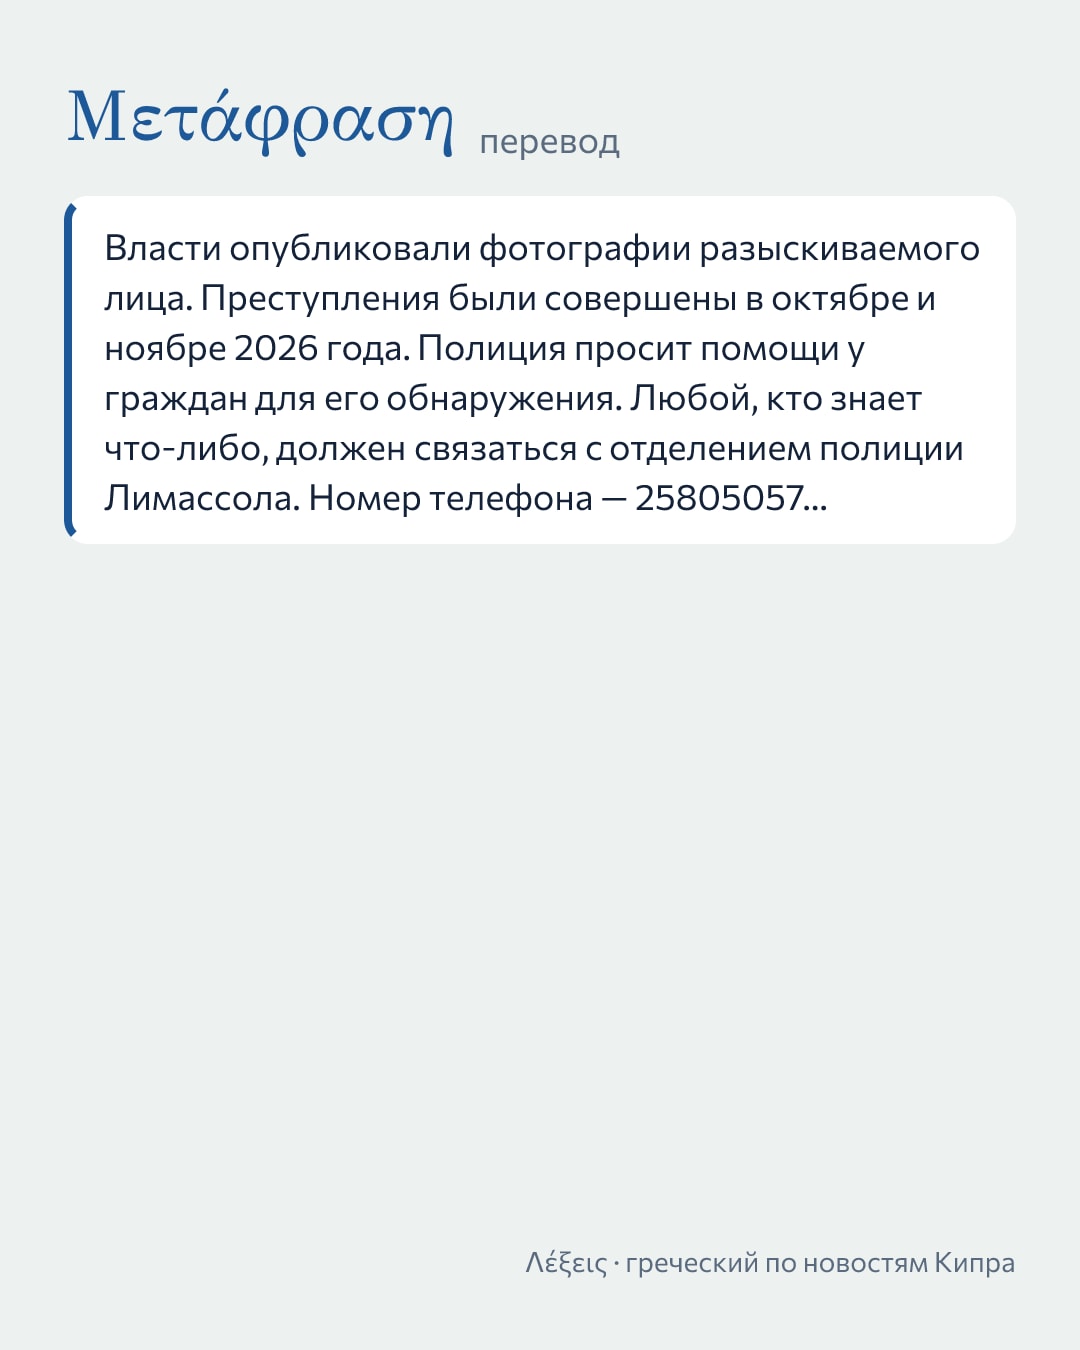 Μετάφραση перевод
Власти опубликовали фотографии разыскиваемого
лица. Преступления были совершены в октябре и
ноябре 2026 года. Полиция просит помощи у
граждан для его обнаружения. Любой, кто знает
что-либо, должен связаться с отделением полиции
Лимассола. Номер телефона — 25805057...
Λέξεις · греческий по новостям Кипра